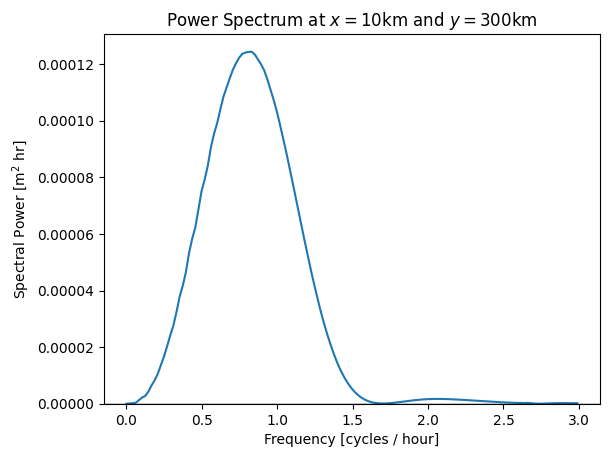 Power Spectrum at x = 10km and y = 300km
0.00012
0.00010
0.00008
0.00006
0.00004
0.00002
0.00000
Spectral Power [m² hr]
0.0 0.5 1.0 1.5 2.0 2.5 3.0
Frequency [cycles / hour]